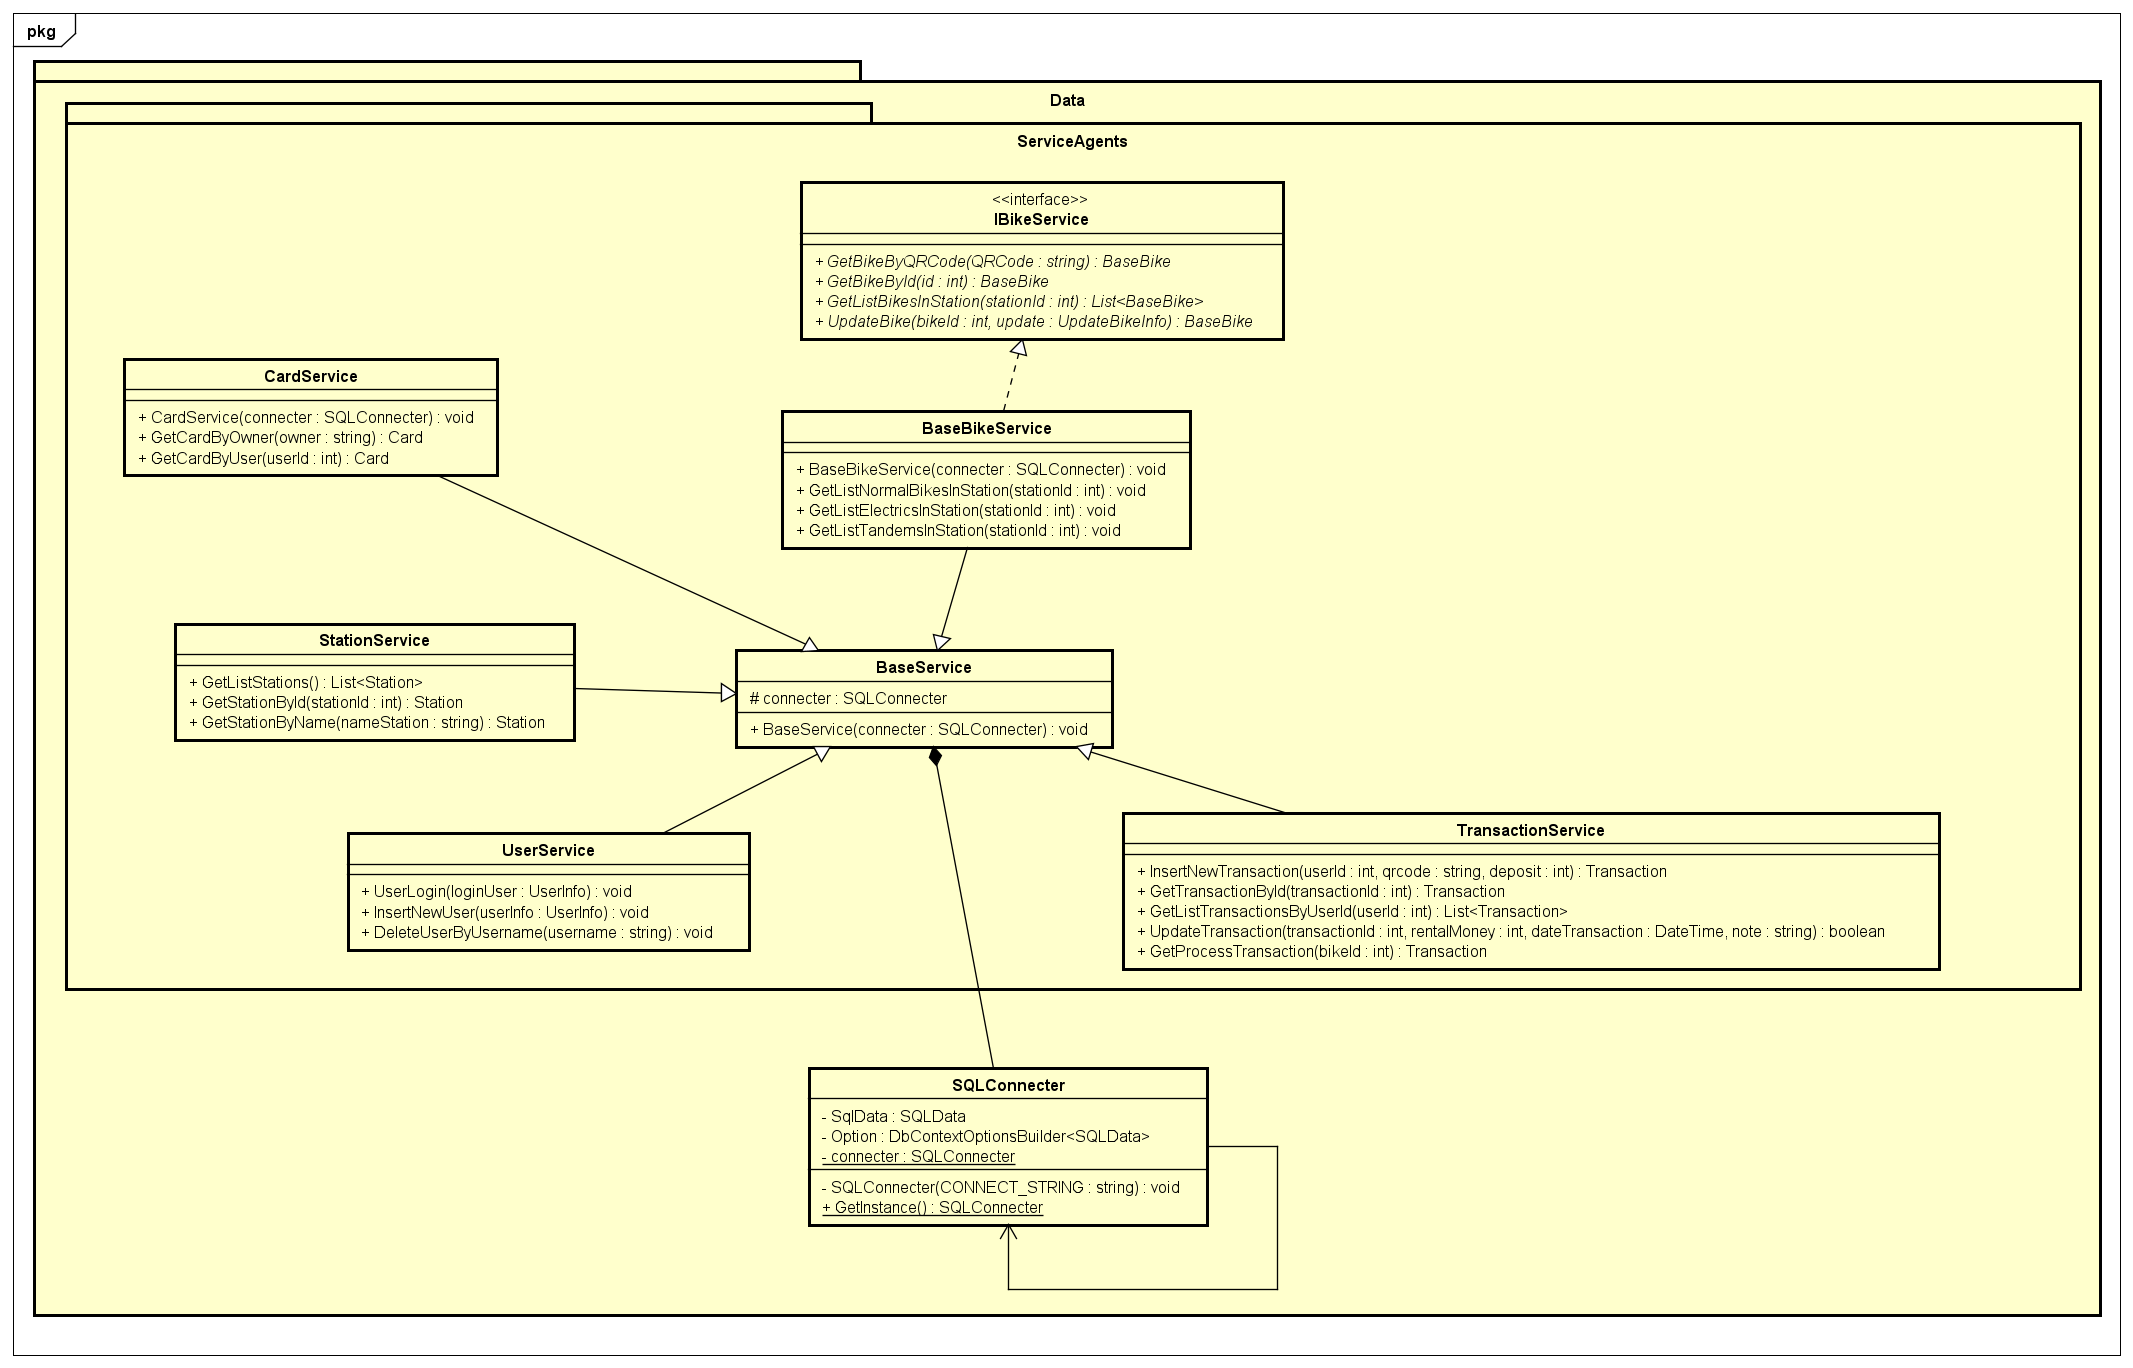 pkg
Data
ServiceAgents
<<interface>>
IBikeService
+ GetBikeByQRCode(QRCode : string) : BaseBike
+ GetBikeById(id : int) : BaseBike
+ GetListBikesInStation(stationId : int) : List<BaseBike>
+ UpdateBike(bikeId : int, update : UpdateBikeInfo) : BaseBike
CardService
+ CardService(connecter : SQLConnecter) : void
+ GetCardByOwner(owner : string) : Card
+ GetCardByUser(userId : int) : Card
BaseBikeService
+ BaseBikeService(connecter : SQLConnecter) : void
+ GetListNormalBikesInStation(stationId : int) : void
+ GetListElectricsInStation(stationId : int) : void
+ GetListTandemsInStation(stationId : int) : void
StationService
+ GetListStations() : List<Station>
+ GetStationById(stationId : int) : Station
+ GetStationByName(nameStation : string) : Station
BaseService
# connecter : SQLConnecter
+ BaseService(connecter : SQLConnecter) : void
UserService
+ UserLogin(loginUser : UserInfo) : void
+ InsertNewUser(userInfo : UserInfo) : void
+ DeleteUserByUsername(username : string) : void
TransactionService
+ InsertNewTransaction(userId : int, qrcode : string, deposit : int) : Transaction
+ GetTransactionById(transactionId : int) : Transaction
+ GetListTransactionsByUserId(userId : int) : List<Transaction>
+ UpdateTransaction(transactionId : int, rentalMoney : int, dateTransaction : DateTime, note : string) : boolean
+ GetProcessTransaction(bikeId : int) : Transaction
SQLConnecter
- SqlData : SQLData
- Option : DbContextOptionsBuilder<SQLData>
- connecter : SQLConnecter
- SQLConnecter(CONNECT_STRING : string) : void
+ GetInstance() : SQLConnecter